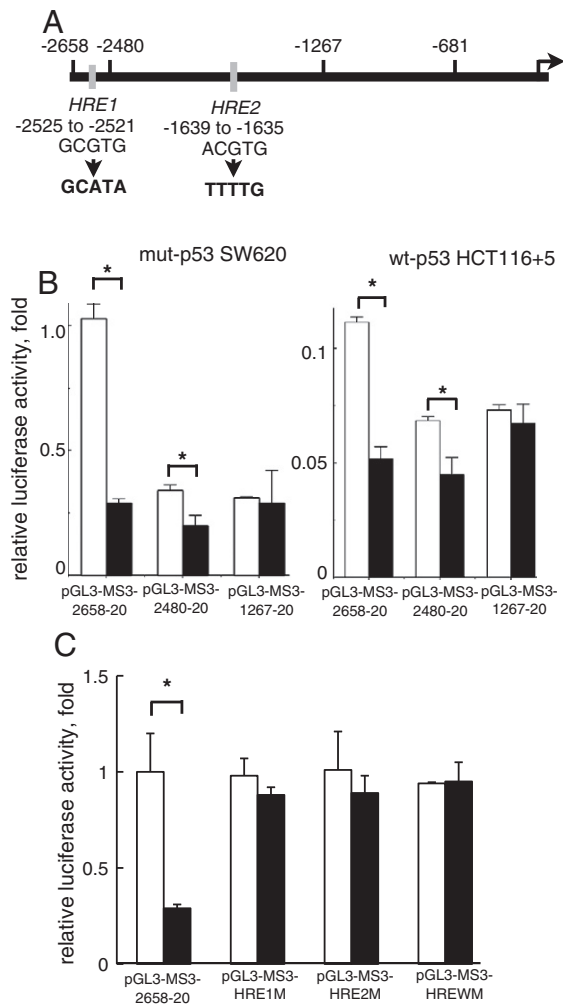 A
-2658 -2480 -1267 -681
HRE1 HRE2
-2525 to -2521 -1639 to -1635
GCGTG ACGTG
GCATA TTTTG
B mut-p53 SW620 wt-p53 HCT116+5
relative luciferase activity, fold
1.0
0.5
0
* *
pGL3-MS3-2658-20
pGL3-MS3-2480-20
pGL3-MS3-1267-20
0.1
0.05
0
* *
pGL3-MS3-2658-20
pGL3-MS3-2480-20
pGL3-MS3-1267-20
C
relative luciferase activity, fold
1.5
1
0.5
0
*
pGL3-MS3-2658-20
pGL3-MS3-HRE1M
pGL3-MS3-HRE2M
pGL3-MS3-HREWM